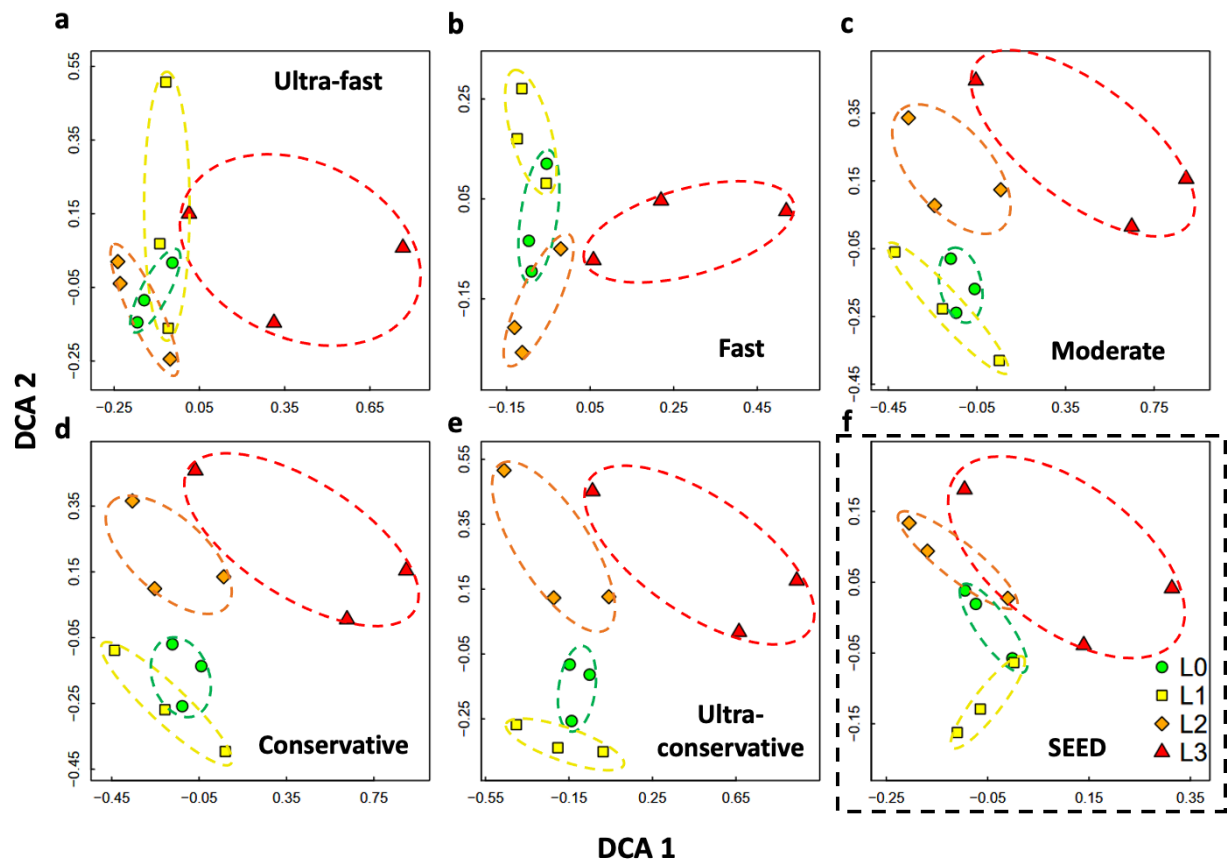 a
b
c
Ultra-fast
Fast
Moderate
0.55
0.35
0.15
−0.05
−0.25
0.25
0.05
−0.15
0.35
0.15
−0.05
−0.25
−0.45
−0.25
0.05
0.35
0.65
−0.15
0.05
0.25
0.45
−0.45
−0.05
0.35
0.75
DCA 2
d
e
f
Conservative
Ultra-
conservative
SEED
L0
L1
L2
L3
0.35
0.15
−0.05
−0.25
−0.45
0.55
0.35
0.15
−0.05
−0.25
0.15
0.05
−0.05
−0.15
−0.45
−0.05
0.35
0.75
−0.55
−0.15
0.25
0.65
−0.25
−0.05
0.15
0.35
DCA 1